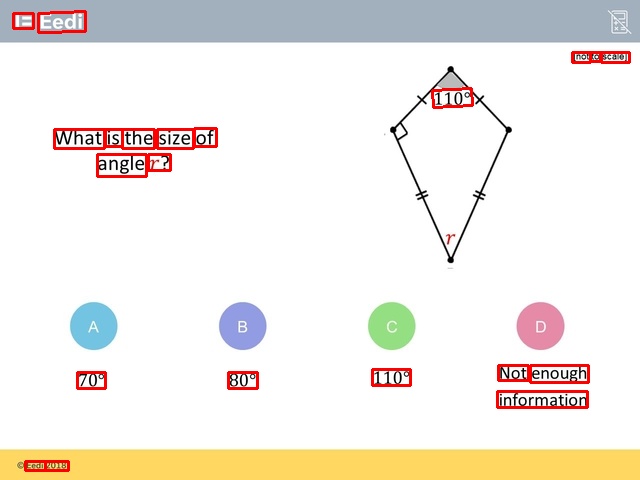 Eedi
[not to scale]
What is the size of
angle r?
110°
r
A
B
C
D
70°
80°
110°
Not enough
information
© Eedi 2018